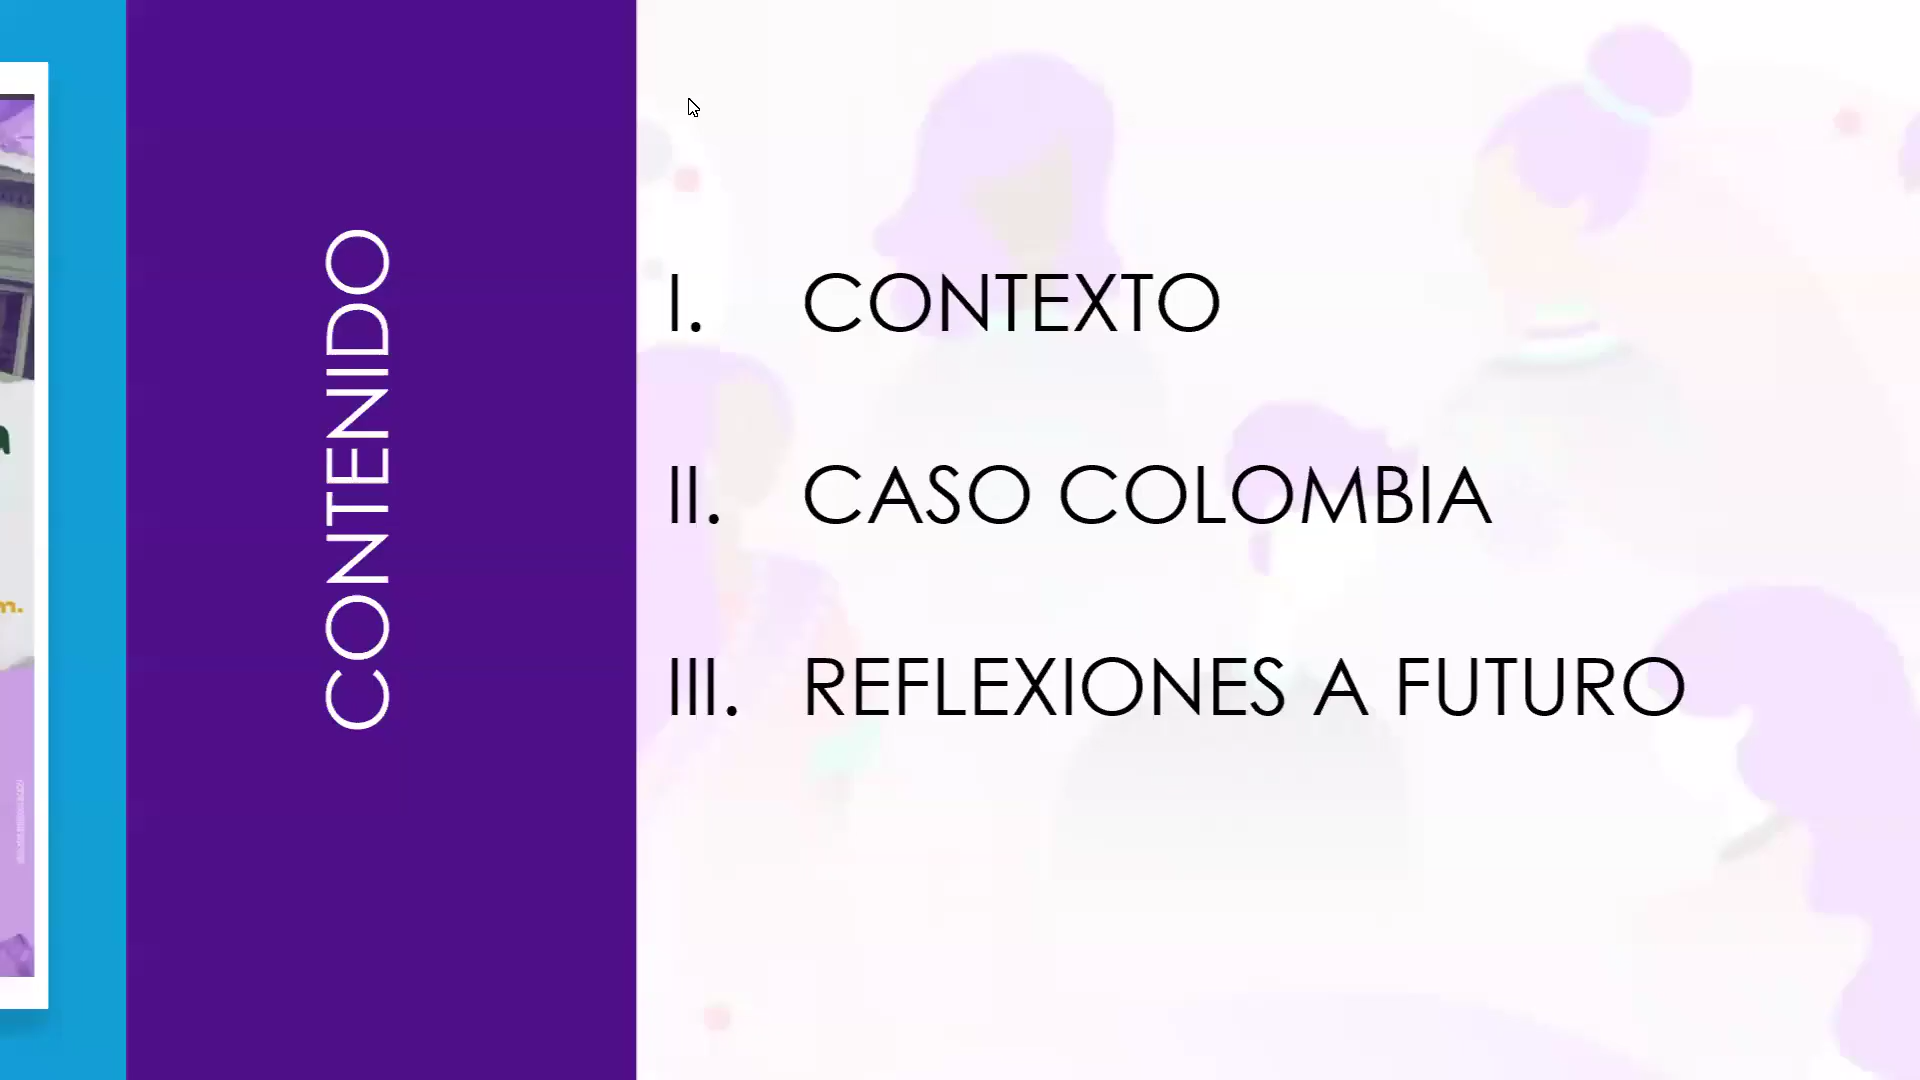 CONTENIDO
I. CONTEXTO
II. CASO COLOMBIA
III. REFLEXIONES A FUTURO
m.